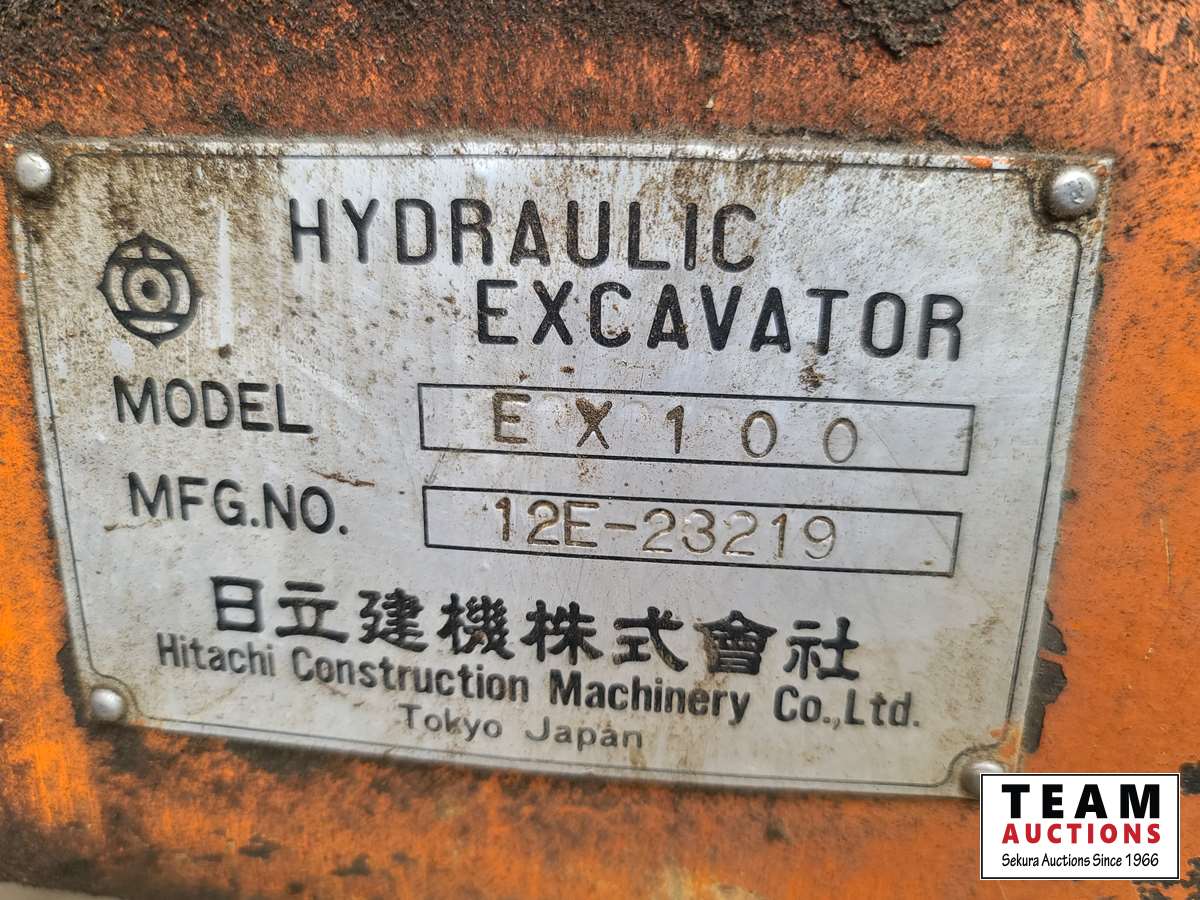 HYDRAULIC
EXCAVATOR
MODEL EX100
MFG.NO. 12E-23219
日立建機株式會社
Hitachi Construction Machinery Co.,Ltd.
Tokyo Japan
TEAM
AUCTIONS
Sekura Auctions Since 1966